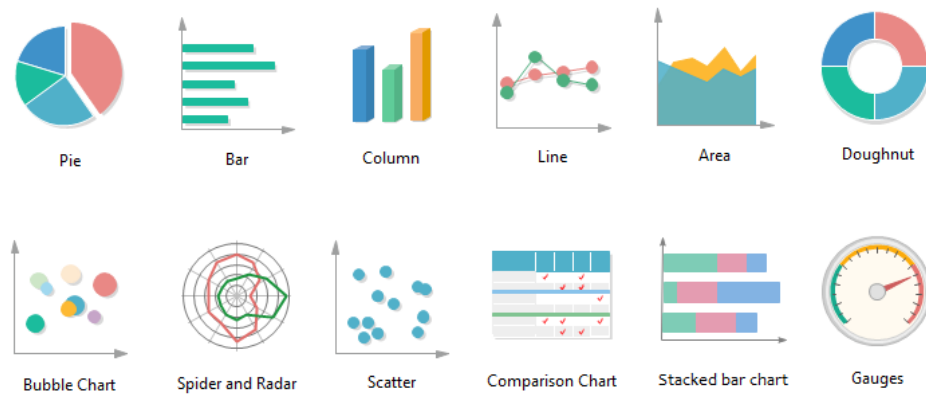 Pie
Bar
Column
Line
Area
Doughnut
Bubble Chart
Spider and Radar
Scatter
Comparison Chart
Stacked bar chart
Gauges